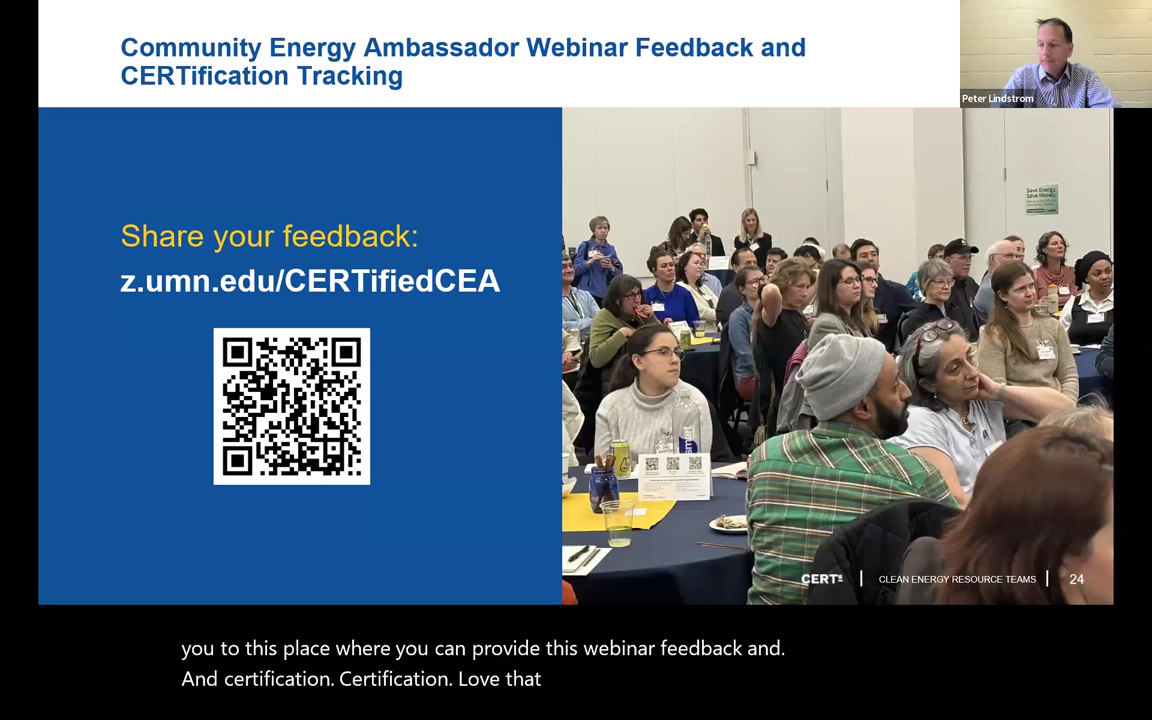 Community Energy Ambassador Webinar Feedback and
CERTification Tracking
Peter Lindstrom
Share your feedback:
z.umn.edu/CERTifiedCEA
Save Energy.
Save Money.
smart
CERTs | CLEAN ENERGY RESOURCE TEAMS | 24
you to this place where you can provide this webinar feedback and.
And certification. Certification. Love that